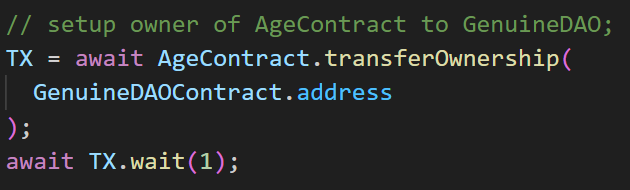 // setup owner of AgeContract to GenuineDAO;
TX = await AgeContract.transferOwnership(
GenuineDAOContract.address
);
await TX.wait(1);